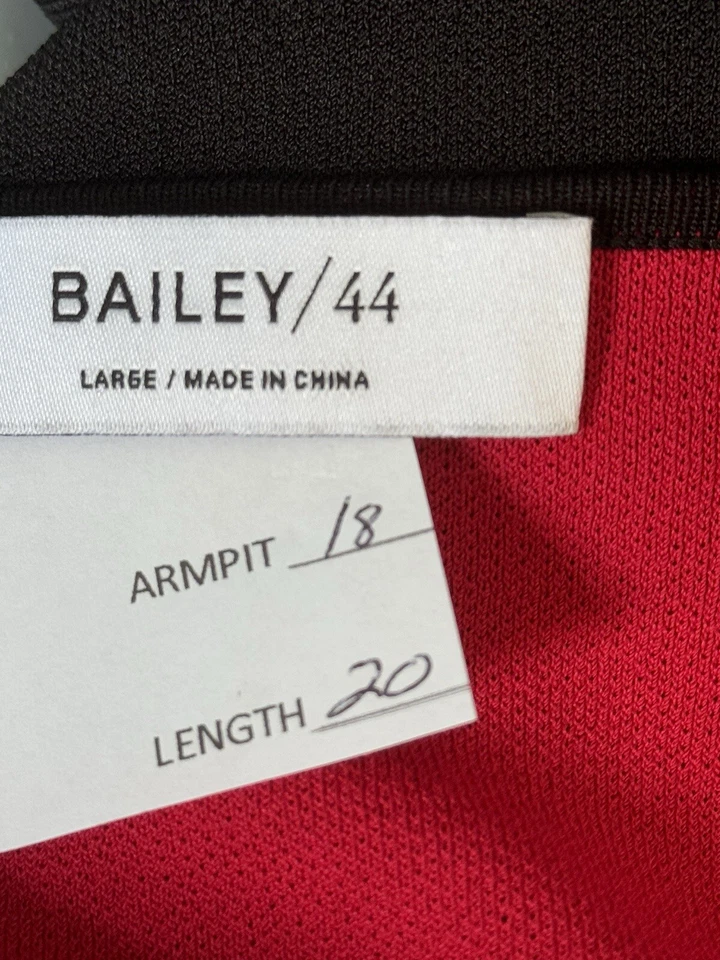 BAILEY/44
LARGE / MADE IN CHINA
ARMPIT 18
LENGTH 20